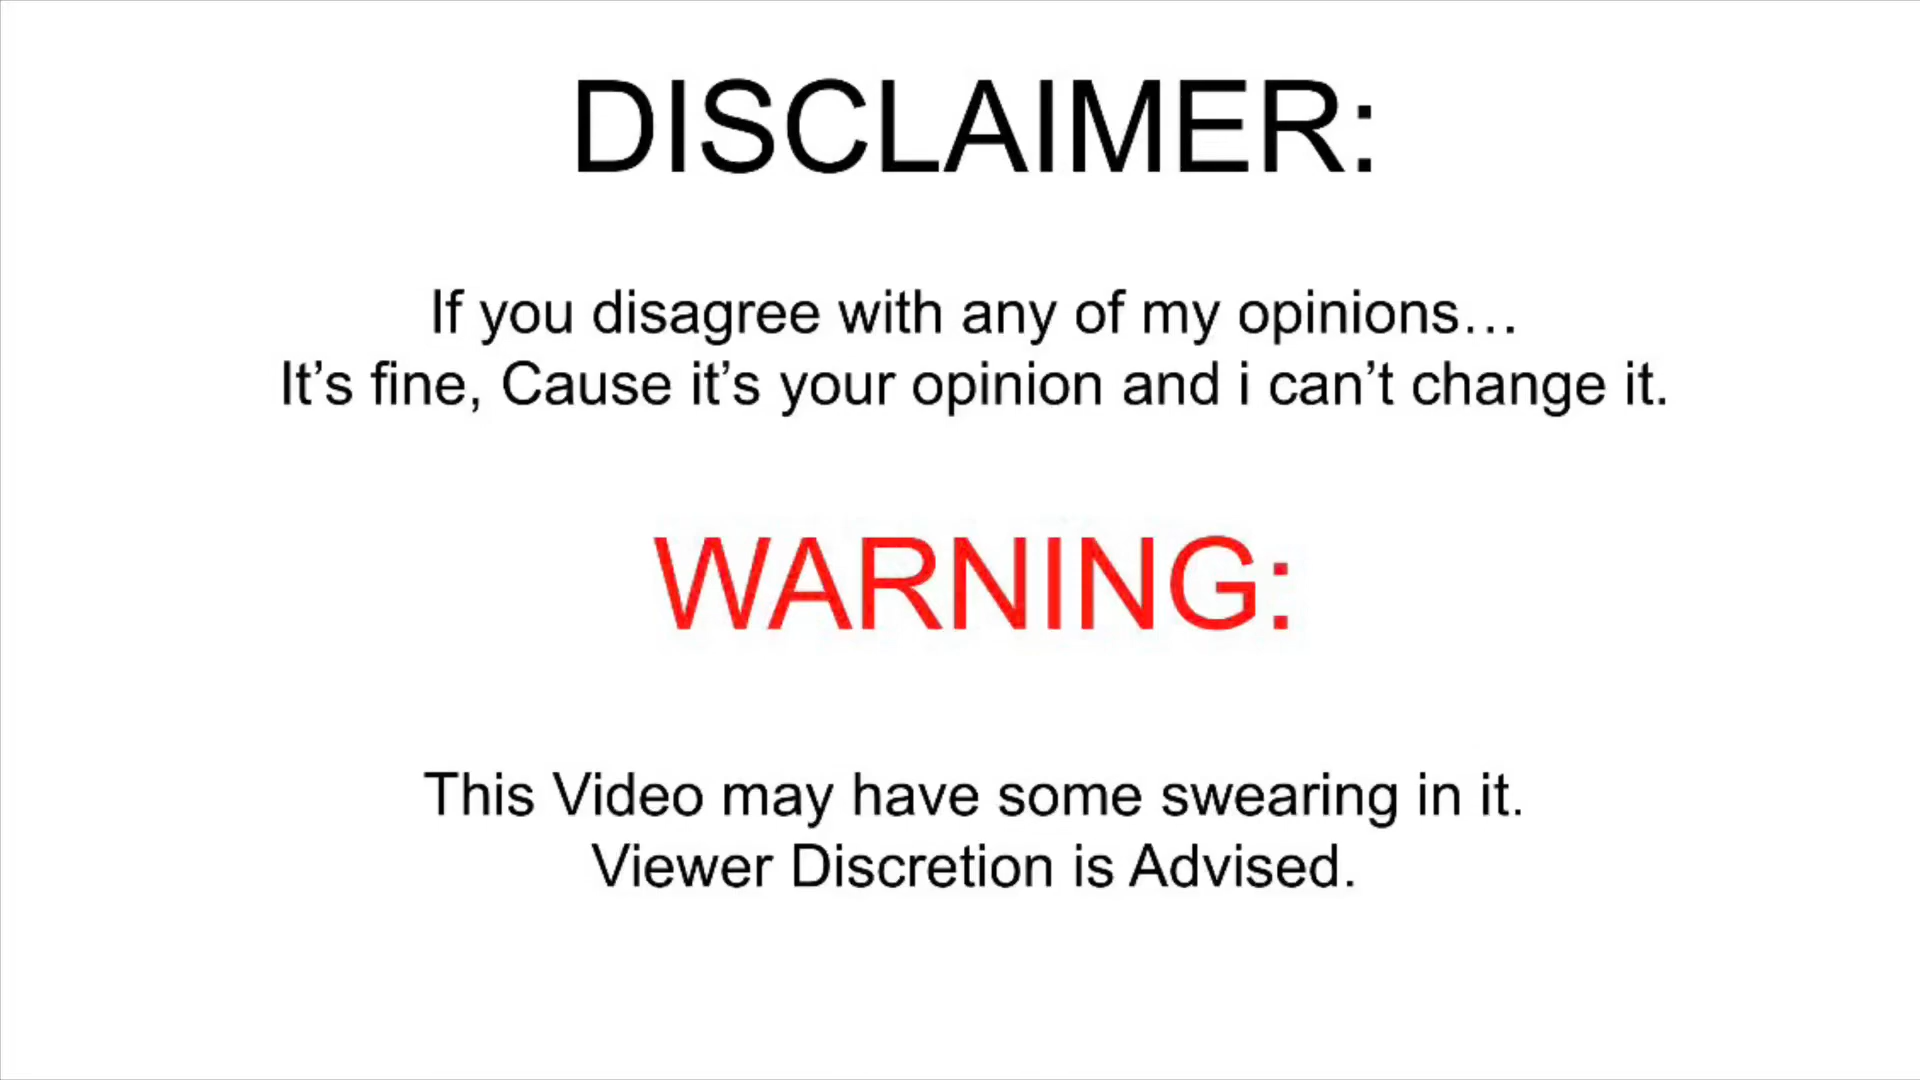 DISCLAIMER:
If you disagree with any of my opinions…
It’s fine, Cause it’s your opinion and i can’t change it.
WARNING:
This Video may have some swearing in it.
Viewer Discretion is Advised.